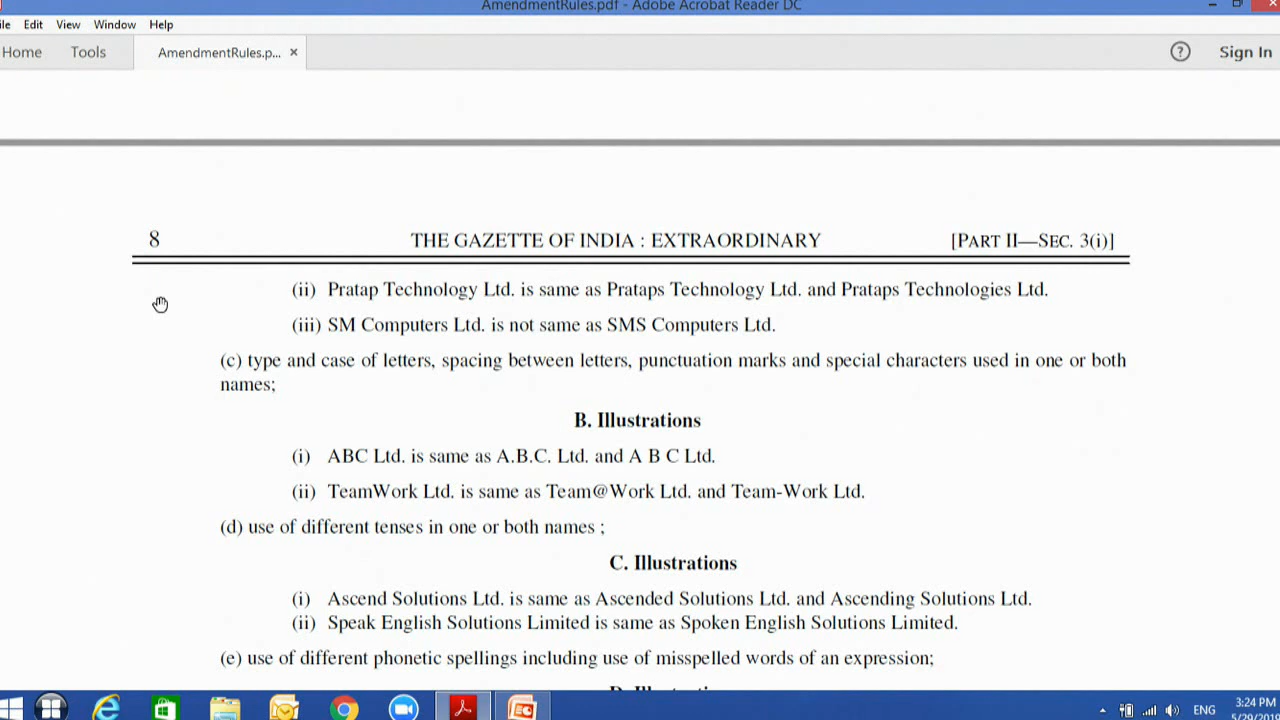 AmendmentRules.pdf - Adobe Acrobat Reader DC
Edit View Window Help
Home Tools AmendmentRules.p... × ? Sign In
8 THE GAZETTE OF INDIA : EXTRAORDINARY [PART II—SEC. 3(i)]
(ii) Pratap Technology Ltd. is same as Prataps Technology Ltd. and Prataps Technologies Ltd.
(iii) SM Computers Ltd. is not same as SMS Computers Ltd.
(c) type and case of letters, spacing between letters, punctuation marks and special characters used in one or both
names;
B. Illustrations
(i) ABC Ltd. is same as A.B.C. Ltd. and A B C Ltd.
(ii) TeamWork Ltd. is same as Team@Work Ltd. and Team-Work Ltd.
(d) use of different tenses in one or both names ;
C. Illustrations
(i) Ascend Solutions Ltd. is same as Ascended Solutions Ltd. and Ascending Solutions Ltd.
(ii) Speak English Solutions Limited is same as Spoken English Solutions Limited.
(e) use of different phonetic spellings including use of misspelled words of an expression;
ENG 3:24 PM